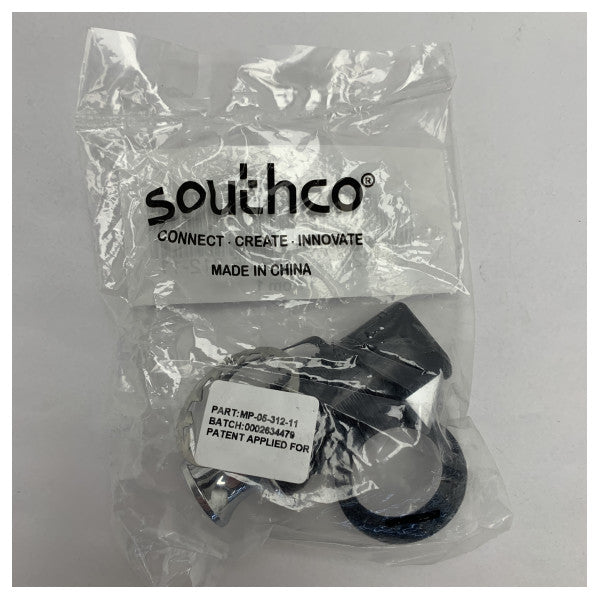 southco®
CONNECT · CREATE · INNOVATE
MADE IN CHINA
PART:MP-05-312-11
BATCH:0002634479
PATENT APPLIED FOR